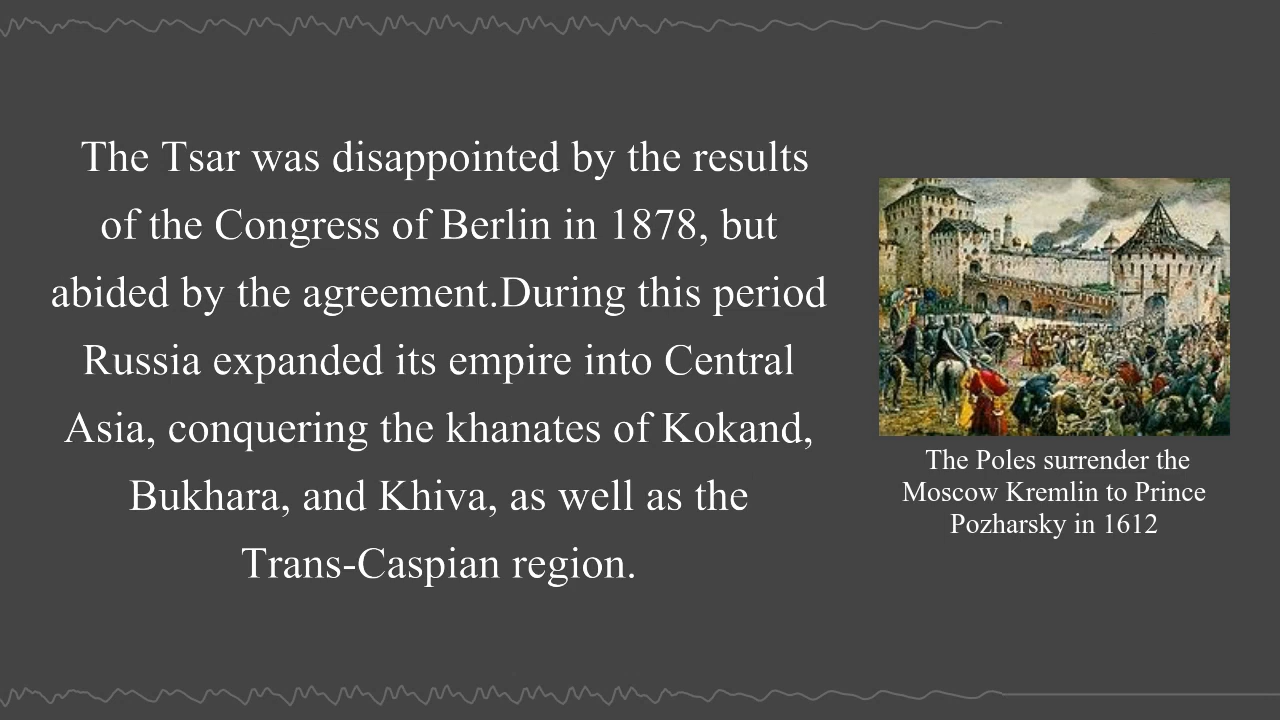 The Tsar was disappointed by the results
of the Congress of Berlin in 1878, but
abided by the agreement.During this period
Russia expanded its empire into Central
Asia, conquering the khanates of Kokand,
Bukhara, and Khiva, as well as the
Trans-Caspian region.
The Poles surrender the
Moscow Kremlin to Prince
Pozharsky in 1612